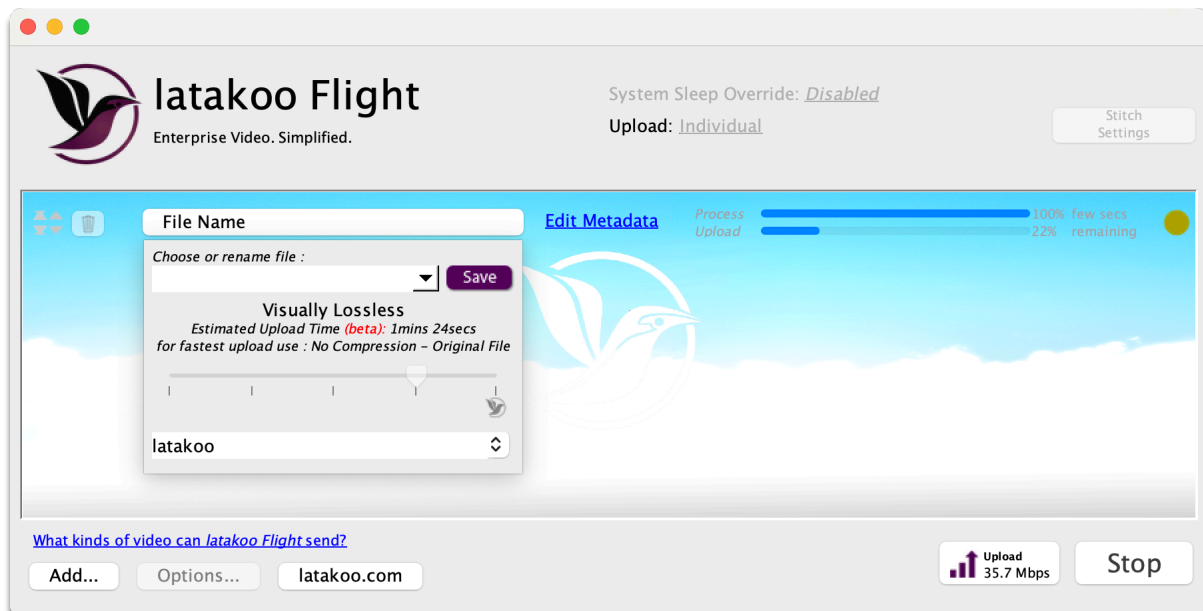 latakoo Flight
Enterprise Video. Simplified.
System Sleep Override: Disabled
Upload: Individual
Stitch
Settings
File Name
Edit Metadata
Process 100% few secs
Upload 22% remaining
Choose or rename file :
Save
Visually Lossless
Estimated Upload Time (beta): 1mins 24secs
for fastest upload use : No Compression – Original File
latakoo
What kinds of video can latakoo Flight send?
Add...
Options...
latakoo.com
Upload
35.7 Mbps
Stop